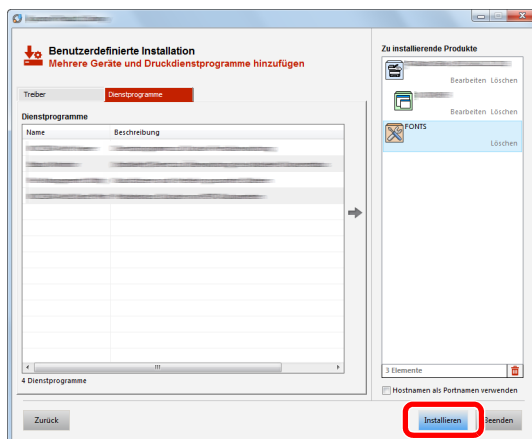 Benutzerdefinierte Installation
Mehrere Geräte und Druckdienstprogramme hinzufügen
Treiber
Dienstprogramme
Dienstprogramme
Name Beschreibung
4 Dienstprogramme
Zu installierende Produkte
Bearbeiten Löschen
Bearbeiten Löschen
FONTS
Löschen
3 Elemente
Hostnamen als Portnamen verwenden
Zurück
Installieren
Beenden